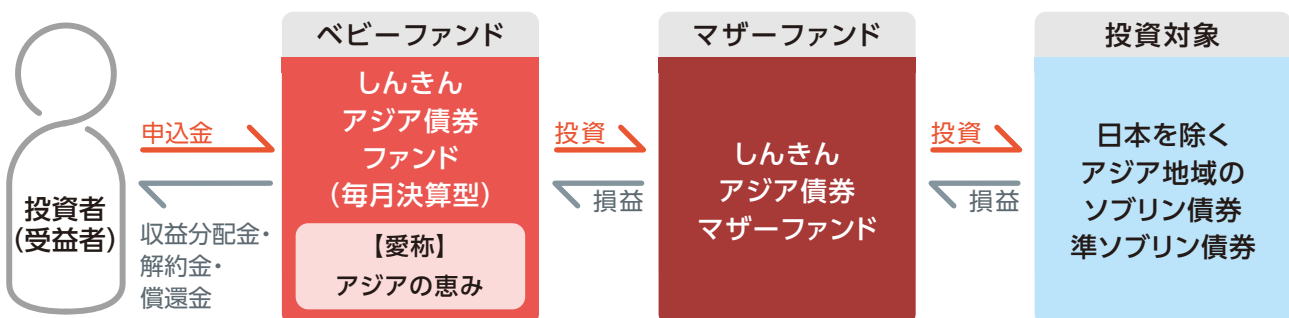 投資者
(受益者)
申込金
収益分配金・
解約金・
償還金
ベビーファンド
しんきん
アジア債券
ファンド
(毎月決算型)
【愛称】
アジアの恵み
投資
損益
マザーファンド
しんきん
アジア債券
マザーファンド
投資
損益
投資対象
日本を除く
アジア地域の
ソブリン債券
準ソブリン債券